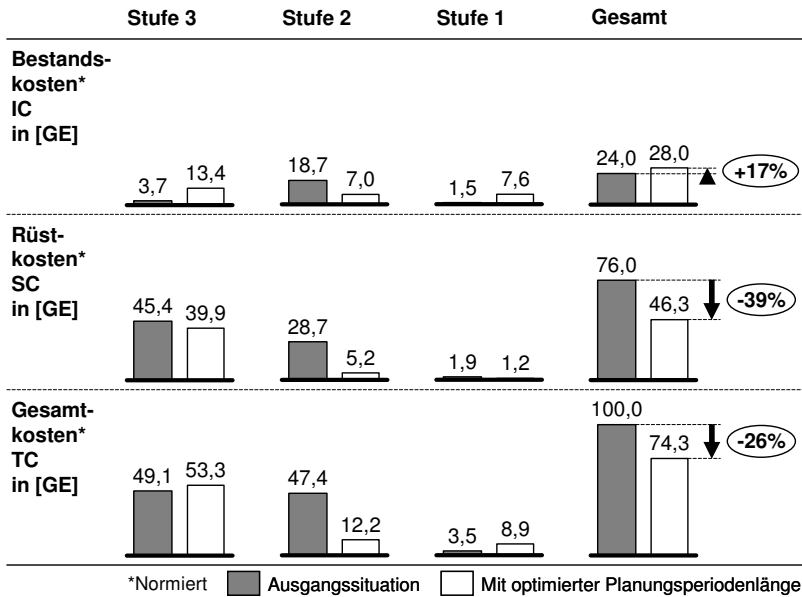 Stufe 3 Stufe 2 Stufe 1 Gesamt
Bestands-
kosten*
IC
in [GE]
3,7 13,4 18,7 7,0 1,5 7,6 24,0 28,0 +17%
Rüst-
kosten*
SC
in [GE]
45,4 39,9 28,7 5,2 1,9 1,2 76,0 46,3 -39%
Gesamt-
kosten*
TC
in [GE]
49,1 53,3 47,4 12,2 3,5 8,9 100,0 74,3 -26%
*Normiert Ausgangssituation Mit optimierter Planungsperiodenlänge